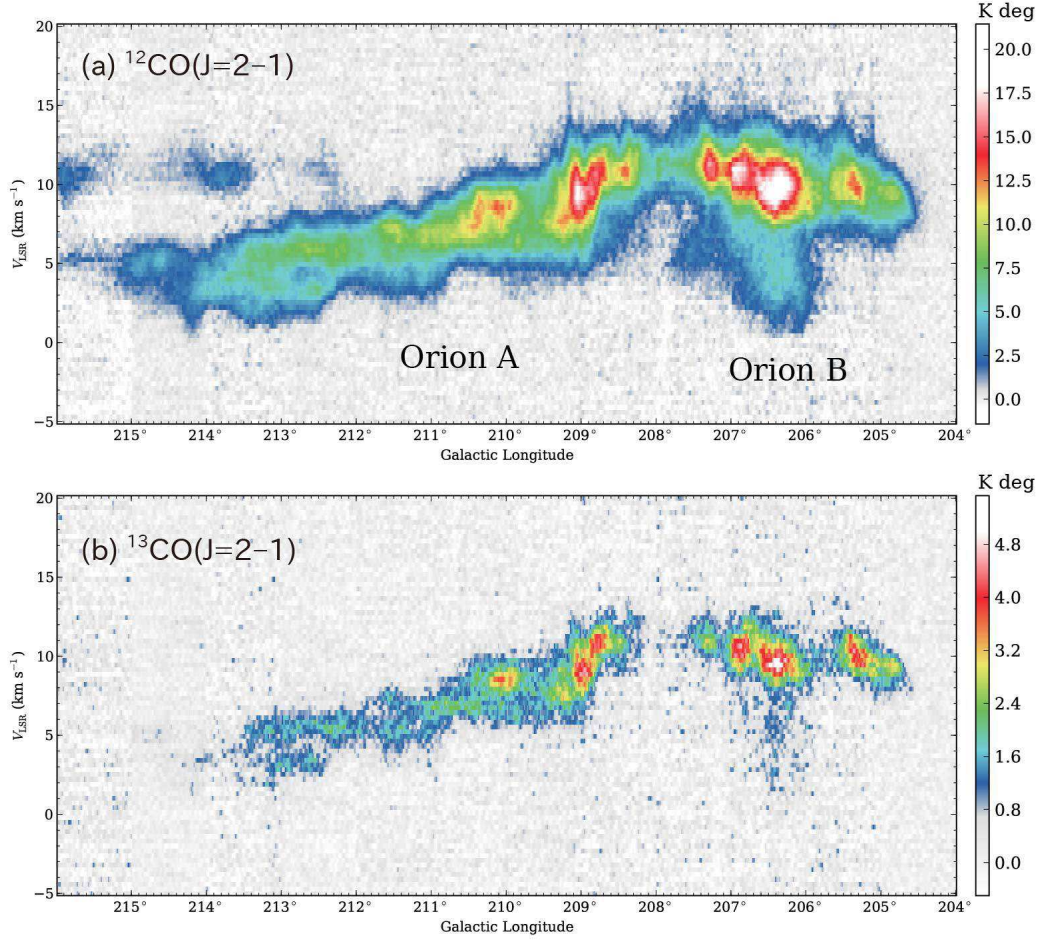 K deg
(a) ¹²CO(J=2−1)
20
15
10
5
0
−5
V_LSR (km s⁻¹)
Orion A
Orion B
215° 214° 213° 212° 211° 210° 209° 208° 207° 206° 205° 204°
Galactic Longitude
20.0
17.5
15.0
12.5
10.0
7.5
5.0
2.5
0.0
K deg
(b) ¹³CO(J=2−1)
20
15
10
5
0
−5
V_LSR (km s⁻¹)
215° 214° 213° 212° 211° 210° 209° 208° 207° 206° 205° 204°
Galactic Longitude
4.8
4.0
3.2
2.4
1.6
0.8
0.0